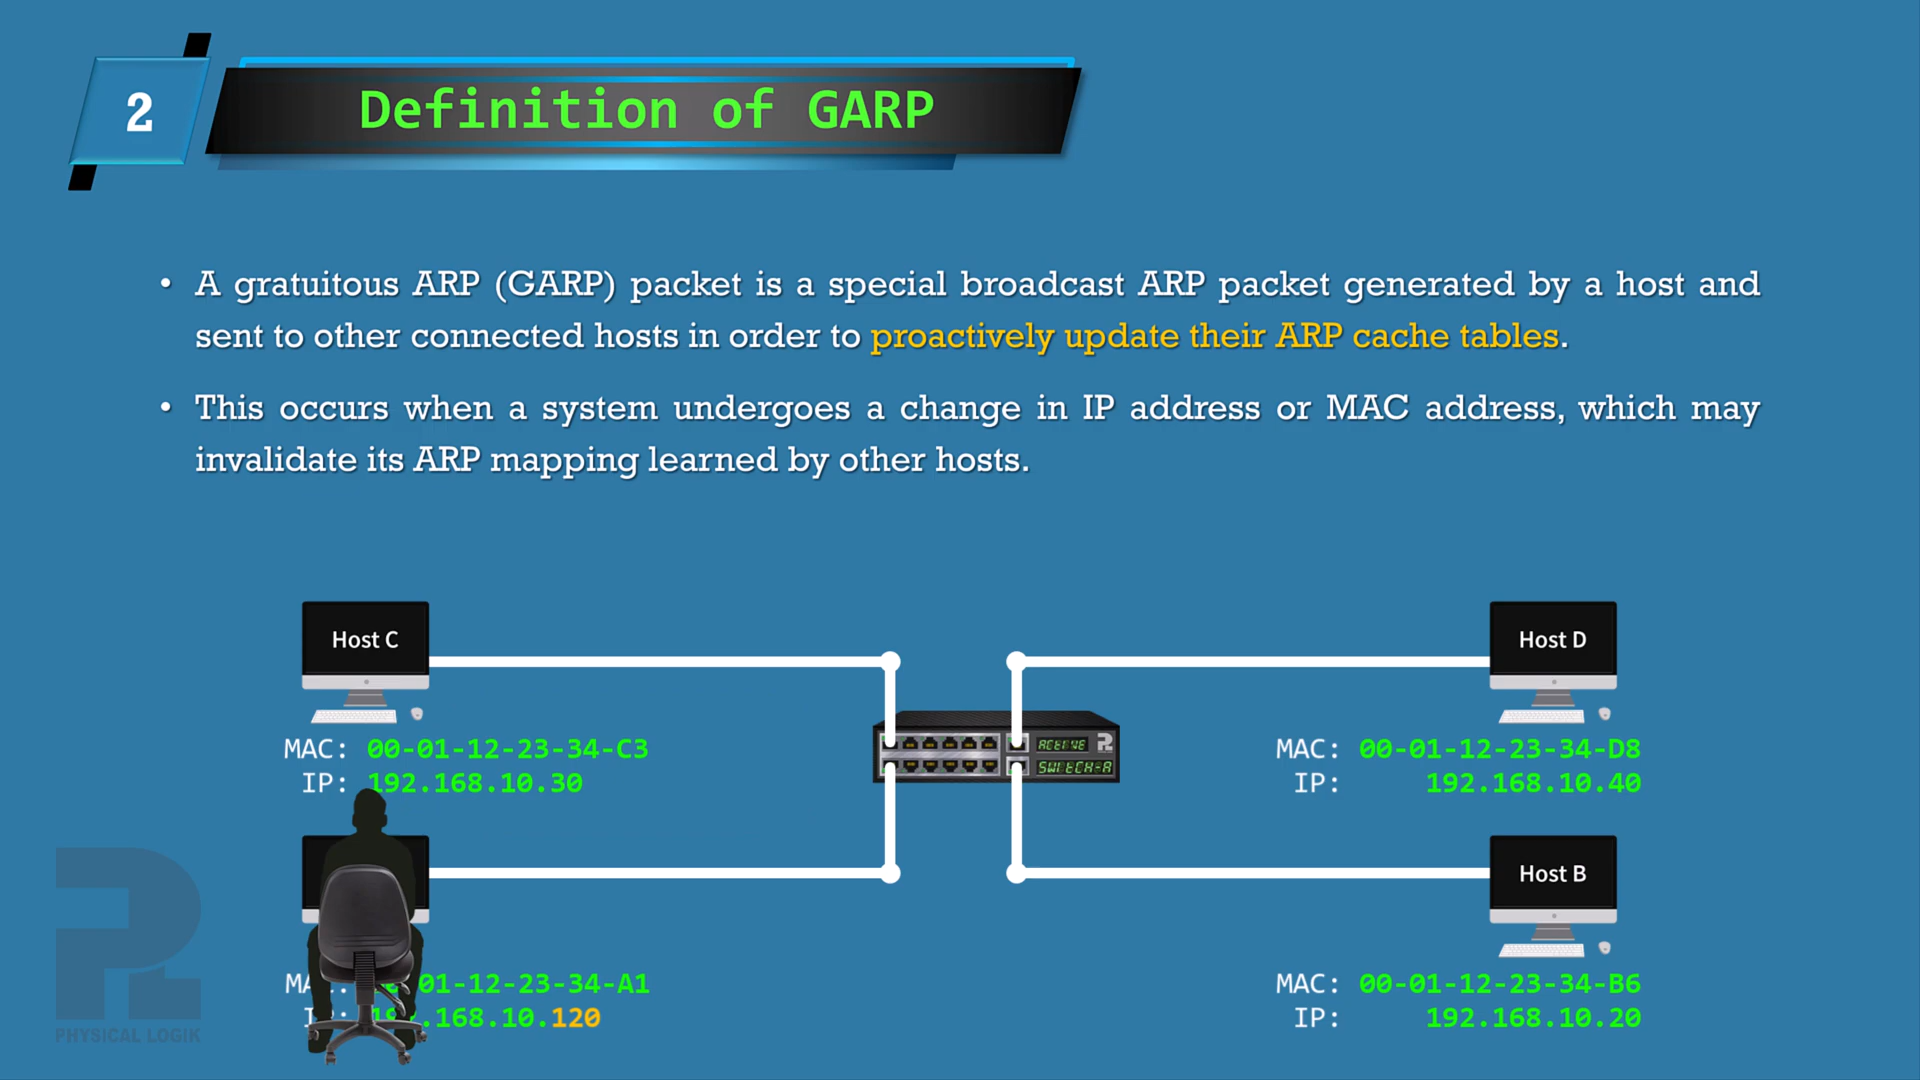 2
Definition of GARP
• A gratuitous ARP (GARP) packet is a special broadcast ARP packet generated by a host and
sent to other connected hosts in order to proactively update their ARP cache tables.
• This occurs when a system undergoes a change in IP address or MAC address, which may
invalidate its ARP mapping learned by other hosts.
Host C
MAC: 00-01-12-23-34-C3
IP: 192.168.10.30
Host D
MAC: 00-01-12-23-34-D8
IP: 192.168.10.40
ACTIVE
SWITCH-A
01-12-23-34-A1
.168.10.120
Host B
MAC: 00-01-12-23-34-B6
IP: 192.168.10.20
PHYSICAL LOGIK